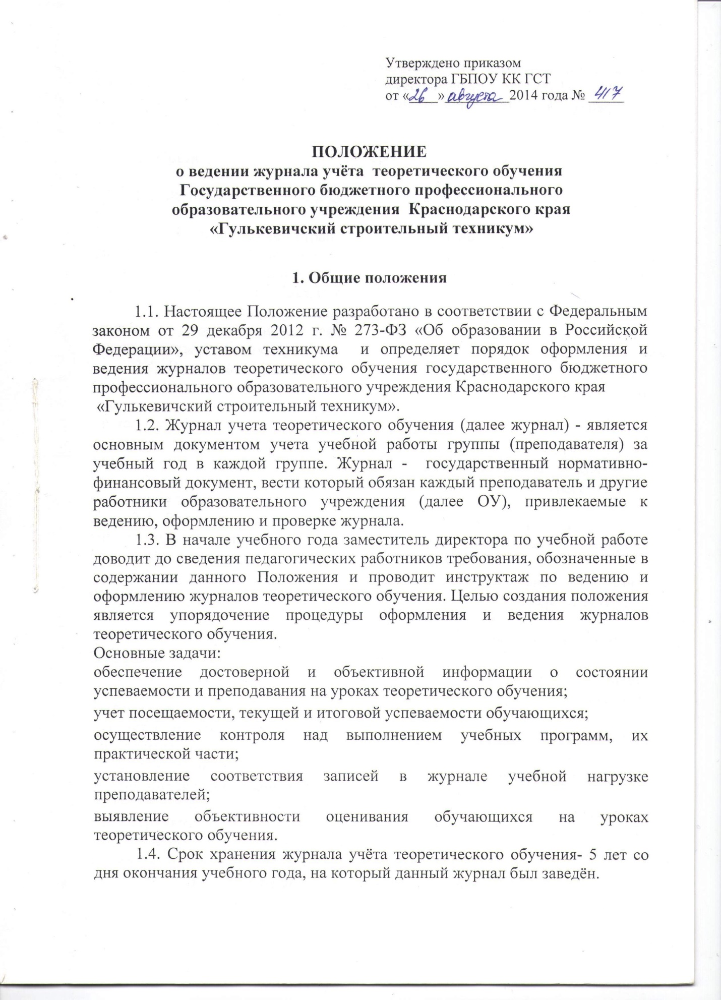 Утверждено приказом
директора ГБПОУ КК ГСТ
от «26» августа 2014 года № 417
ПОЛОЖЕНИЕ
о ведении журнала учёта теоретического обучения
Государственного бюджетного профессионального
образовательного учреждения Краснодарского края
«Гулькевичский строительный техникум»
1. Общие положения
1.1. Настоящее Положение разработано в соответствии с Федеральным
законом от 29 декабря 2012 г. № 273-ФЗ «Об образовании в Российской
Федерации», уставом техникума и определяет порядок оформления и
ведения журналов теоретического обучения государственного бюджетного
профессионального образовательного учреждения Краснодарского края
«Гулькевичский строительный техникум».
1.2. Журнал учета теоретического обучения (далее журнал) - является
основным документом учета учебной работы группы (преподавателя) за
учебный год в каждой группе. Журнал - государственный нормативно-
финансовый документ, вести который обязан каждый преподаватель и другие
работники образовательного учреждения (далее ОУ), привлекаемые к
ведению, оформлению и проверке журнала.
1.3. В начале учебного года заместитель директора по учебной работе
доводит до сведения педагогических работников требования, обозначенные в
содержании данного Положения и проводит инструктаж по ведению и
оформлению журналов теоретического обучения. Целью создания положения
является упорядочение процедуры оформления и ведения журналов
теоретического обучения.
Основные задачи:
обеспечение достоверной и объективной информации о состоянии
успеваемости и преподавания на уроках теоретического обучения;
учет посещаемости, текущей и итоговой успеваемости обучающихся;
осуществление контроля над выполнением учебных программ, их
практической части;
установление соответствия записей в журнале учебной нагрузке
преподавателей;
выявление объективности оценивания обучающихся на уроках
теоретического обучения.
1.4. Срок хранения журнала учёта теоретического обучения- 5 лет со
дня окончания учебного года, на который данный журнал был заведён.